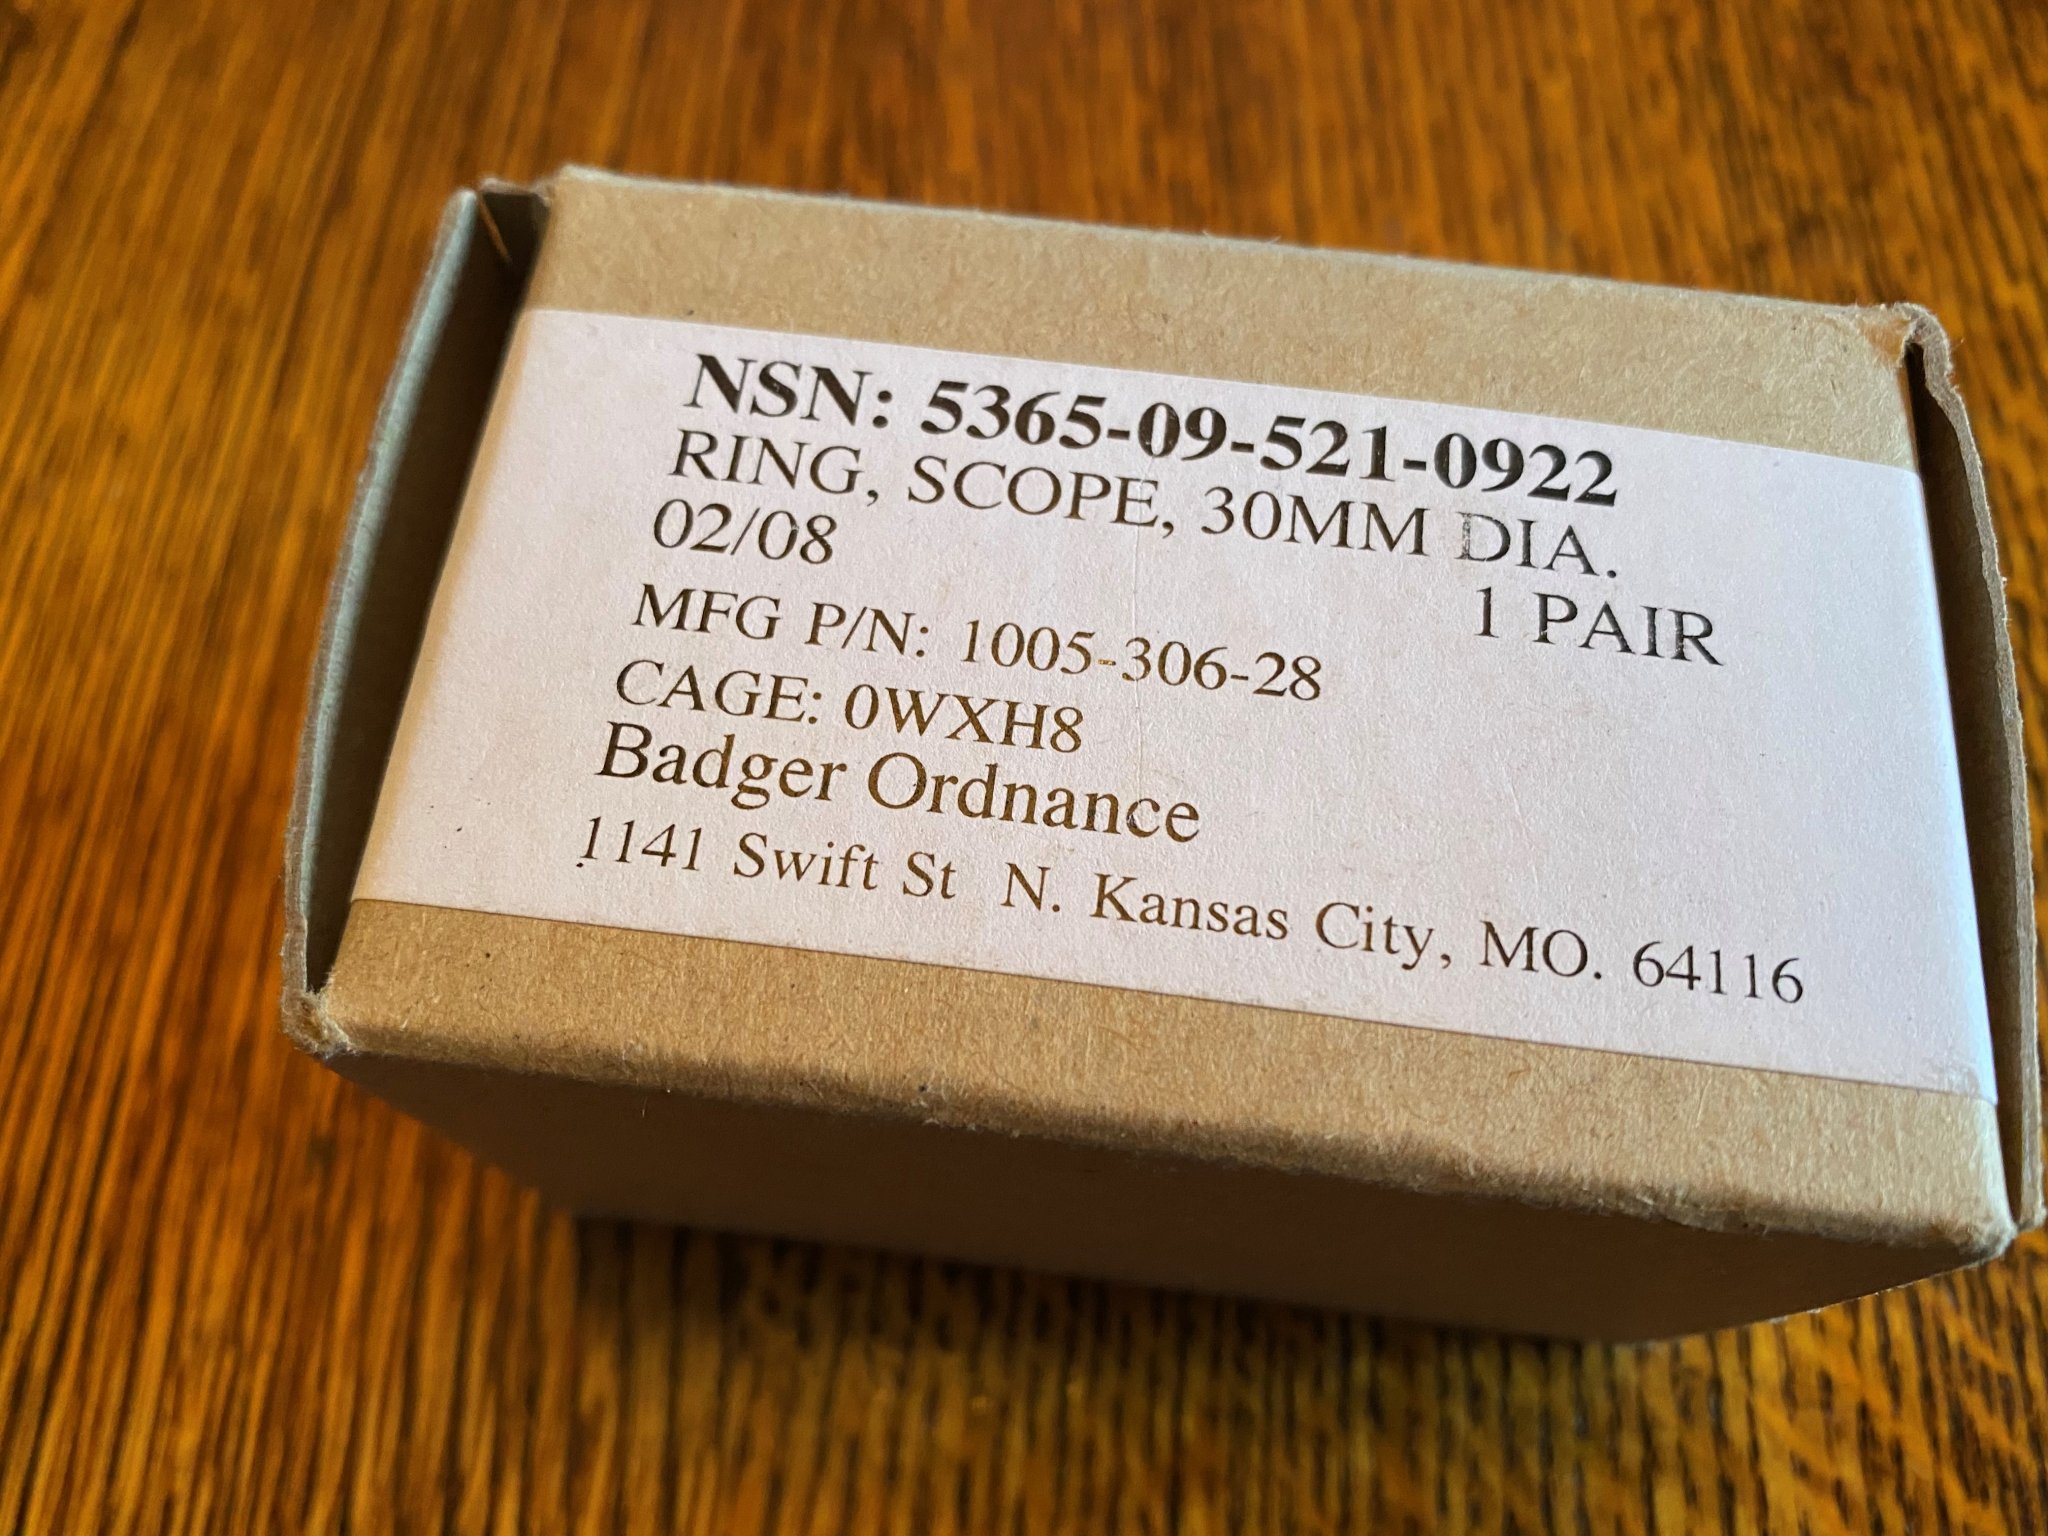 NSN: 5365-09-521-0922
RING, SCOPE, 30MM DIA.
02/08 1 PAIR
MFG P/N: 1005-306-28
CAGE: 0WXH8
Badger Ordnance
1141 Swift St N. Kansas City, MO. 64116